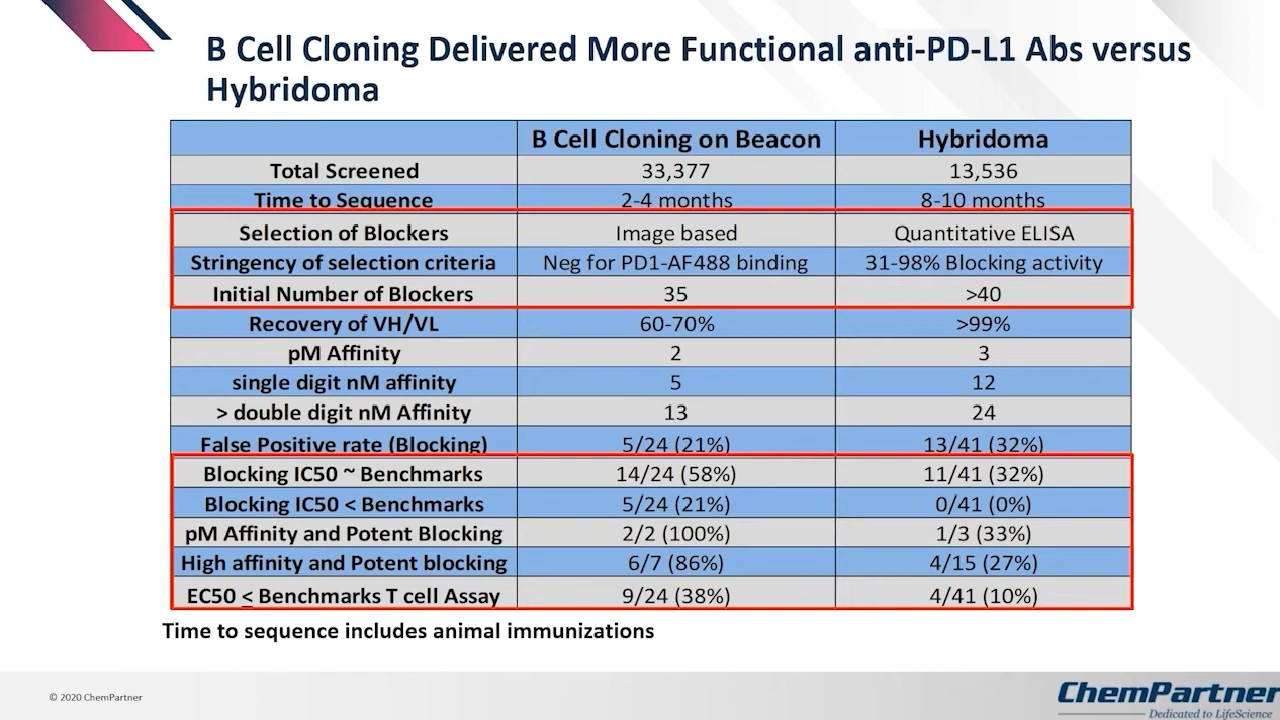 B Cell Cloning Delivered More Functional anti-PD-L1 Abs versus
Hybridoma
B Cell Cloning on Beacon Hybridoma
Total Screened 33,377 13,536
Time to Sequence 2-4 months 8-10 months
Selection of Blockers Image based Quantitative ELISA
Stringency of selection criteria Neg for PD1-AF488 binding 31-98% Blocking activity
Initial Number of Blockers 35 >40
Recovery of VH/VL 60-70% >99%
pM Affinity 2 3
single digit nM affinity 5 12
> double digit nM Affinity 13 24
False Positive rate (Blocking) 5/24 (21%) 13/41 (32%)
Blocking IC50 ~ Benchmarks 14/24 (58%) 11/41 (32%)
Blocking IC50 < Benchmarks 5/24 (21%) 0/41 (0%)
pM Affinity and Potent Blocking 2/2 (100%) 1/3 (33%)
High affinity and Potent blocking 6/7 (86%) 4/15 (27%)
EC50 < Benchmarks T cell Assay 9/24 (38%) 4/41 (10%)
Time to sequence includes animal immunizations
© 2020 ChemPartner
ChemPartner
Dedicated to LifeScience